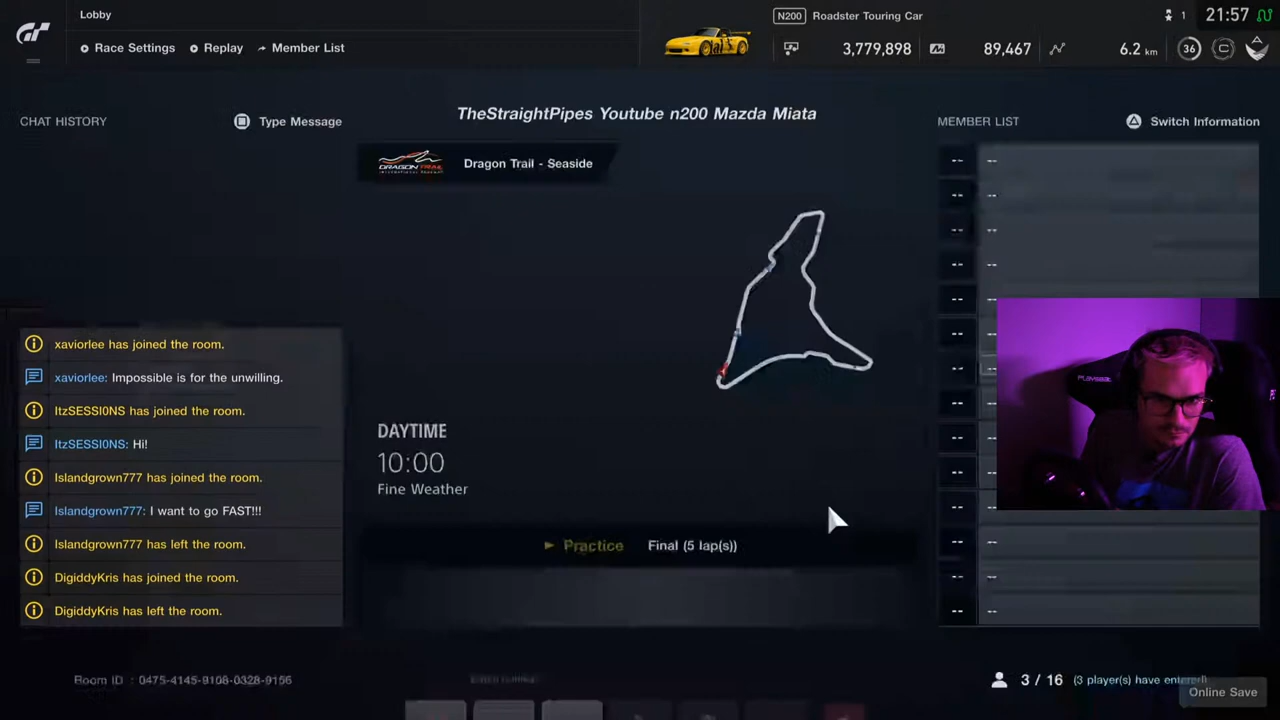 Lobby
N200 Roadster Touring Car
1 21:57
Race Settings Replay Member List
3,779,898 89,467 6.2 km 36 C A
CHAT HISTORY Type Message
TheStraightPipes Youtube n200 Mazda Miata
MEMBER LIST Switch Information
DRAGON TRAIL
Dragon Trail - Seaside
xaviorlee has joined the room.
xaviorlee: Impossible is for the unwilling.
ItzSESSI0NS has joined the room.
ItzSESSI0NS: Hi!
Islandgrown777 has joined the room.
Islandgrown777: I want to go FAST!!!
Islandgrown777 has left the room.
DigiddyKris has joined the room.
DigiddyKris has left the room.
DAYTIME
10:00
Fine Weather
Practice Final (5 lap(s))
PLAYSEAT
Room ID : 0475-4145-9108-0328-9156
3 / 16 (3 player(s) have entered)
Online Save